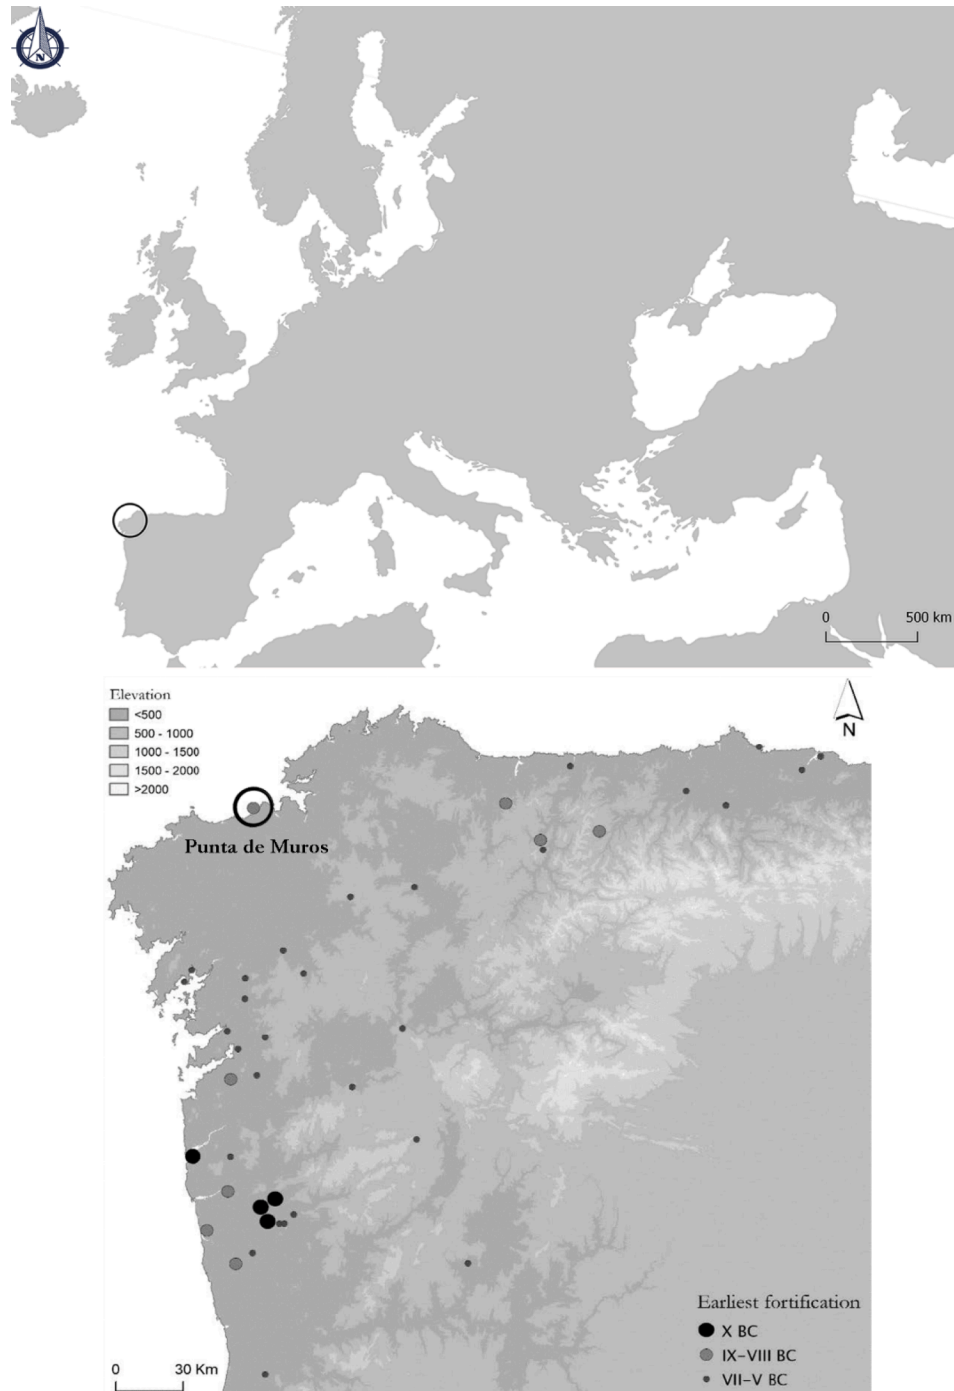 N
0 500 km
Elevation
<500
500 - 1000
1000 - 1500
1500 - 2000
>2000
N
Punta de Muros
Earliest fortification
X BC
IX-VIII BC
VII-V BC
0 30 Km